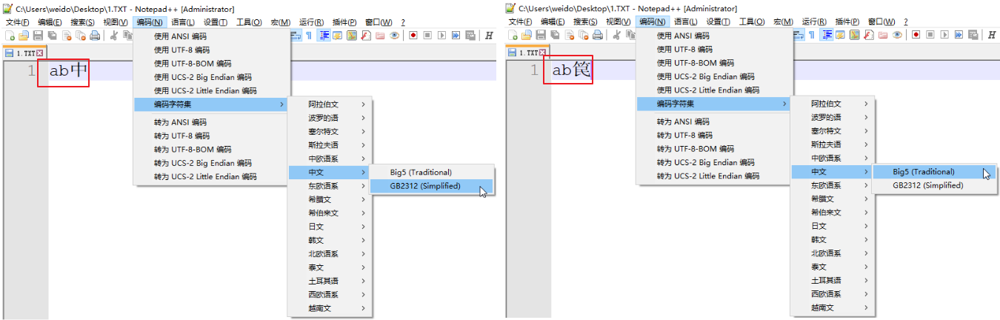 C:\Users\weido\Desktop\1.TXT - Notepad++ [Administrator]
文件(F) 编辑(E) 搜索(S) 视图(V) 编码(N) 语言(L) 设置(T) 工具(O) 宏(M) 运行(R) 插件(P) 窗口(W) ?
1.TXT
1 ab中
使用 ANSI 编码
使用 UTF-8 编码
使用 UTF-8-BOM 编码
使用 UCS-2 Big Endian 编码
使用 UCS-2 Little Endian 编码
编码字符集
转为 ANSI 编码
转为 UTF-8 编码
转为 UTF-8-BOM 编码
转为 UCS-2 Big Endian 编码
转为 UCS-2 Little Endian 编码
阿拉伯文
波罗的语
塞尔特文
斯拉夫语
中欧语系
中文
东欧语系
希腊文
希伯来文
日文
韩文
北欧语系
泰文
土耳其语
西欧语系
越南文
Big5 (Traditional)
GB2312 (Simplified)
C:\Users\weido\Desktop\1.TXT - Notepad++ [Administrator]
文件(F) 编辑(E) 搜索(S) 视图(V) 编码(N) 语言(L) 设置(T) 工具(O) 宏(M) 运行(R) 插件(P) 窗口(W) ?
1.TXT
1 ab笢
使用 ANSI 编码
使用 UTF-8 编码
使用 UTF-8-BOM 编码
使用 UCS-2 Big Endian 编码
使用 UCS-2 Little Endian 编码
编码字符集
转为 ANSI 编码
转为 UTF-8 编码
转为 UTF-8-BOM 编码
转为 UCS-2 Big Endian 编码
转为 UCS-2 Little Endian 编码
阿拉伯文
波罗的语
塞尔特文
斯拉夫语
中欧语系
中文
东欧语系
希腊文
希伯来文
日文
韩文
北欧语系
泰文
土耳其语
西欧语系
越南文
Big5 (Traditional)
GB2312 (Simplified)